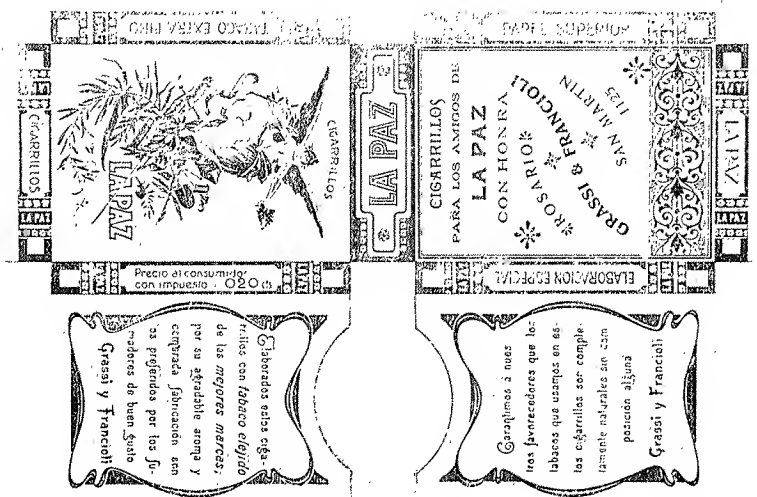 TABACO EXTRA FINO
CIGARRILLOS
LA PAZ
LA PAZ
CIGARRILLOS
LA PAZ
LA PAZ
CIGARRILLOS
PARA LOS AMIGOS DE
LA PAZ
CON HONRA
ROSARIO
GRASSI & FRANCIOLI
SAN MARTIN
1125
LA PAZ
LA PAZ
LA PAZ
Precio al consumidor
con impuesto $ 0.20 cts
ELABORACION ESPECIAL
Elaborados estos ciga-
rrillos con tabaco elejido
de las mejores marcas,
por su agradable aroma y
esmerada fabricación son
los preferidos por los fu-
madores de buen gusto
Grassi y Francioli
Garantimos á nues
tros favorecedores que los
tabacos que usamos en es-
tos cigarrillos son comple-
tamente naturales sin com
posición alguna
Grassi y Francioli